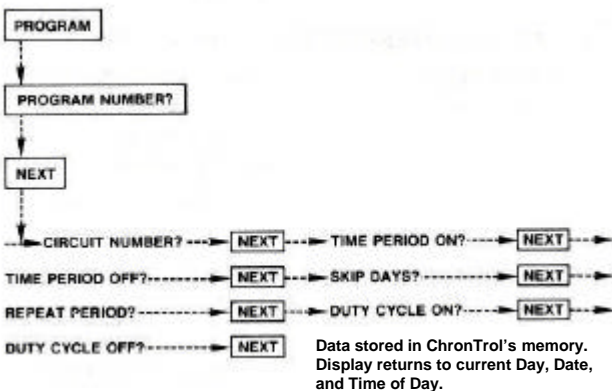 PROGRAM
PROGRAM NUMBER?
NEXT
CIRCUIT NUMBER? NEXT TIME PERIOD ON? NEXT
TIME PERIOD OFF? NEXT SKIP DAYS? NEXT
REPEAT PERIOD? NEXT DUTY CYCLE ON? NEXT
DUTY CYCLE OFF? NEXT
Data stored in ChronTrol's memory.
Display returns to current Day, Date,
and Time of Day.